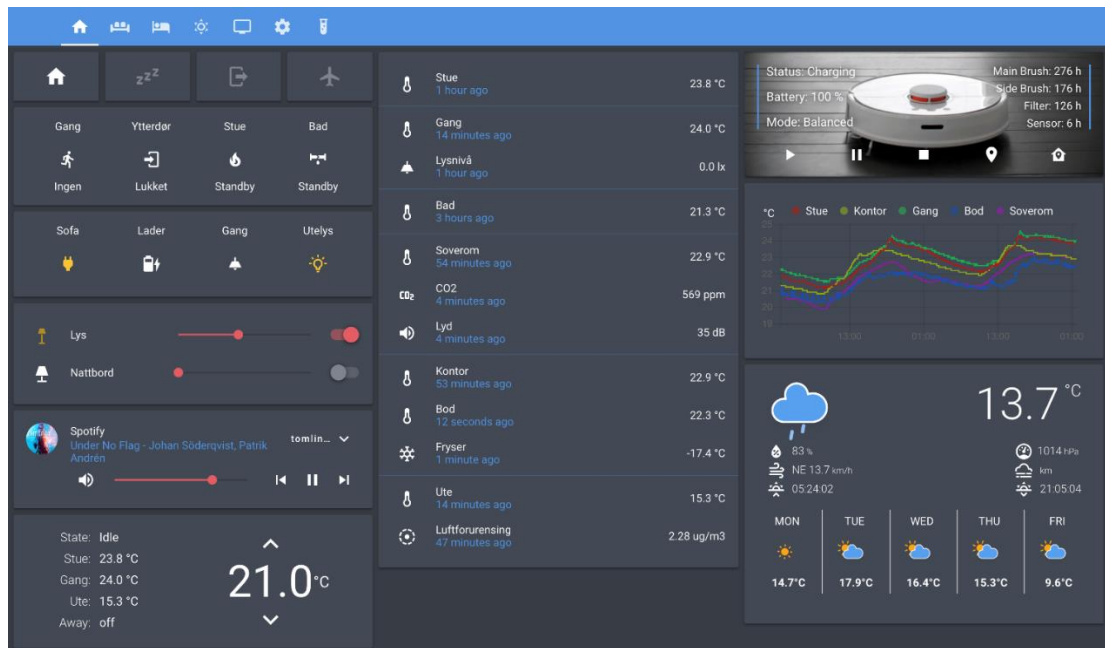 zzz
Gang Ytterdør Stue Bad
Ingen Lukket Standby Standby
Sofa Lader Gang Utelys
Lys
Nattbord
Spotify
Under No Flag - Johan Söderqvist, Patrik
Andrén
tomlin...
State: Idle
Stue: 23.8 °C
Gang: 24.0 °C
Ute: 15.3 °C
Away: off
21.0 °C
Stue 23.8 °C
1 hour ago
Gang 24.0 °C
14 minutes ago
Lysnivå 0.0 lx
1 hour ago
Bad 21.3 °C
3 hours ago
Soverom 22.9 °C
54 minutes ago
CO2 CO2 569 ppm
4 minutes ago
Lyd 35 dB
4 minutes ago
Kontor 22.9 °C
53 minutes ago
Bod 22.3 °C
12 seconds ago
Fryser -17.4 °C
1 minute ago
Ute 15.3 °C
14 minutes ago
Luftforurensing 2.28 ug/m3
47 minutes ago
Status: Charging Main Brush: 276 h
Side Brush: 176 h
Battery: 100 % Filter: 126 h
Mode: Balanced Sensor: 6 h
°C Stue Kontor Gang Bod Soverom
25
24
23
22
21
20
19
13:00 01:00 13:00 01:00
13.7 °C
83 % 1014 hPa
NE 13.7 km/h km
05:24:02 21:05:04
MON TUE WED THU FRI
14.7°C 17.9°C 16.4°C 15.3°C 9.6°C